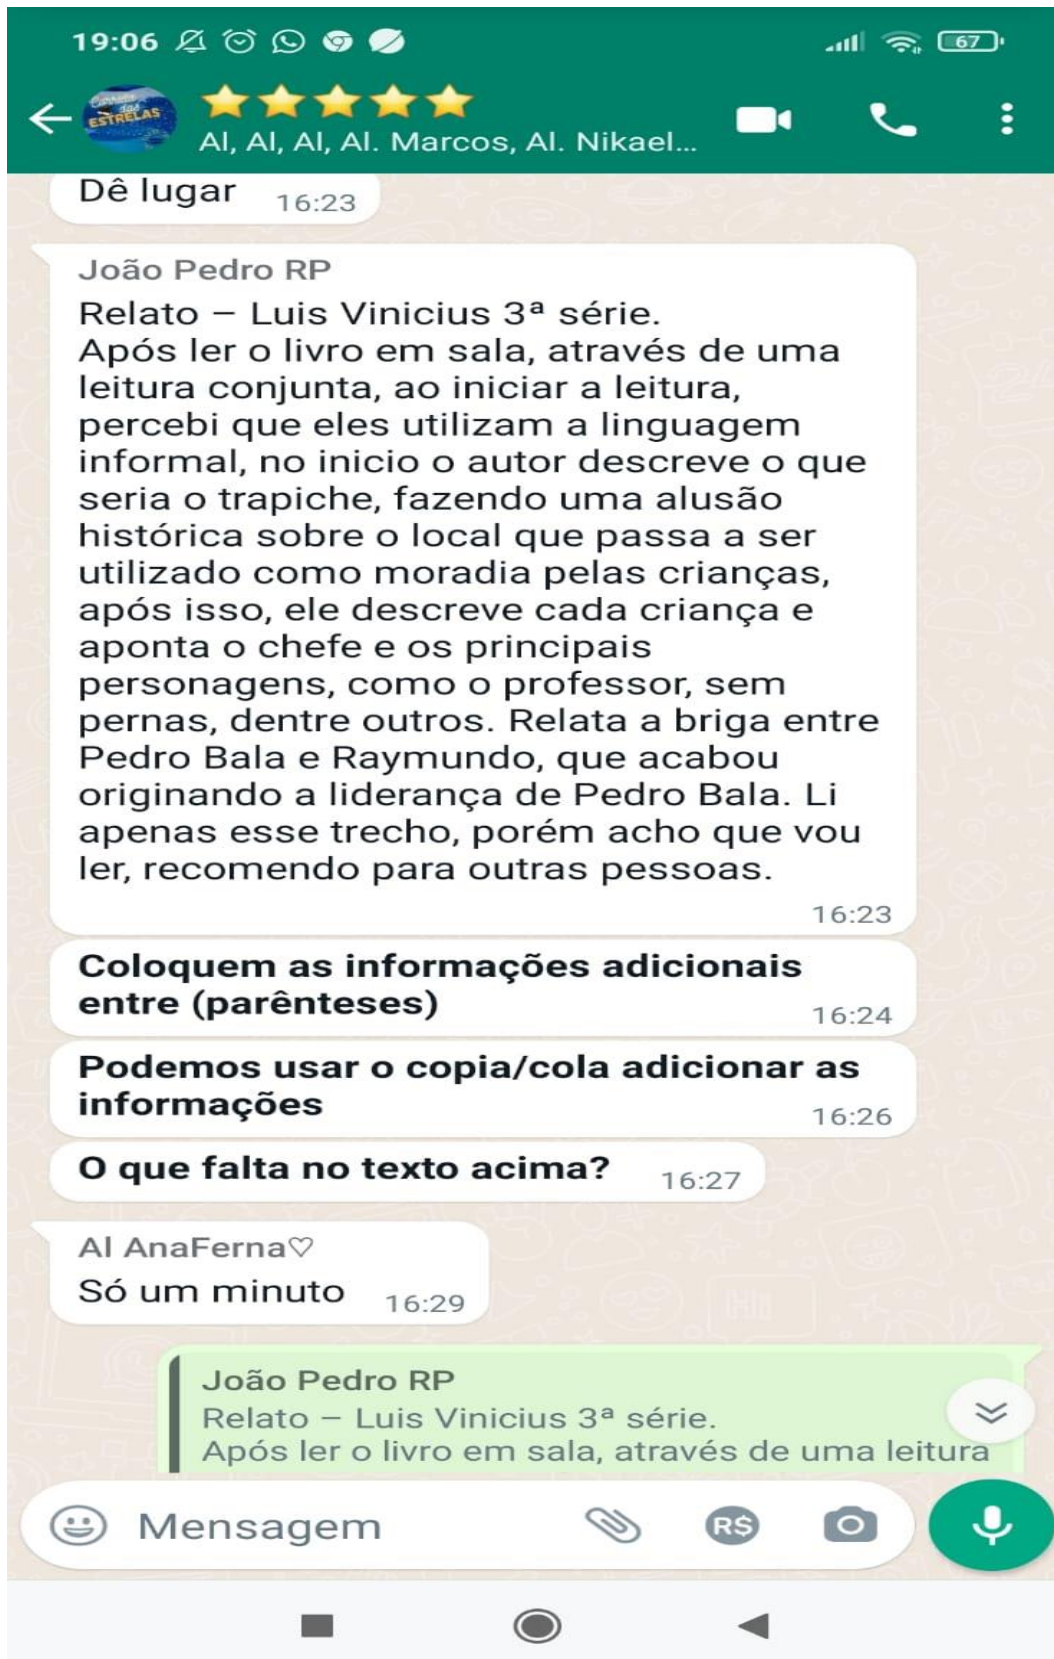 19:06
67
Carreta das ESTRELAS
Al, Al, Al, Al. Marcos, Al. Nikael...
Dê lugar 16:23
João Pedro RP
Relato – Luis Vinicius 3ª série.
Após ler o livro em sala, através de uma
leitura conjunta, ao iniciar a leitura,
percebi que eles utilizam a linguagem
informal, no inicio o autor descreve o que
seria o trapiche, fazendo uma alusão
histórica sobre o local que passa a ser
utilizado como moradia pelas crianças,
após isso, ele descreve cada criança e
aponta o chefe e os principais
personagens, como o professor, sem
pernas, dentre outros. Relata a briga entre
Pedro Bala e Raymundo, que acabou
originando a liderança de Pedro Bala. Li
apenas esse trecho, porém acho que vou
ler, recomendo para outras pessoas.
16:23
Coloquem as informações adicionais
entre (parênteses) 16:24
Podemos usar o copia/cola adicionar as
informações 16:26
O que falta no texto acima? 16:27
Al AnaFerna♡
Só um minuto 16:29
João Pedro RP
Relato – Luis Vinicius 3ª série.
Após ler o livro em sala, através de uma leitura
Mensagem R$